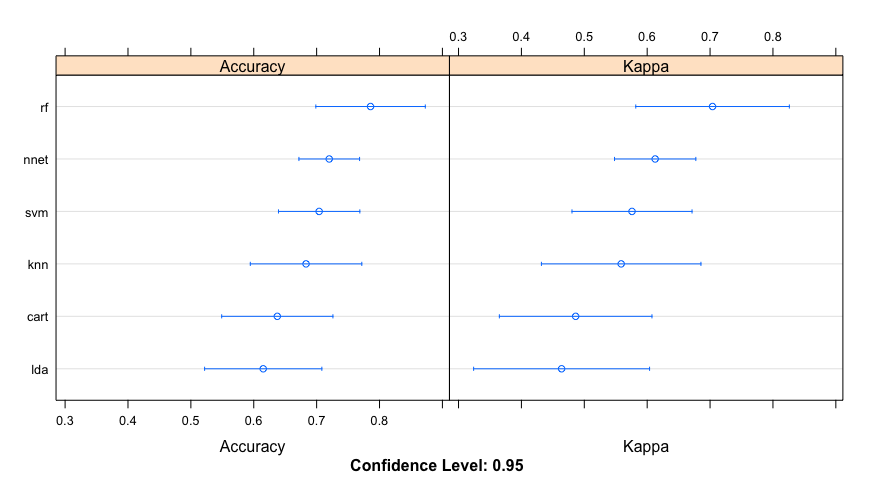 0.3 0.4 0.5 0.6 0.7 0.8
Accuracy Kappa
rf
nnet
svm
knn
cart
lda
0.3 0.4 0.5 0.6 0.7 0.8
Accuracy Kappa
Confidence Level: 0.95